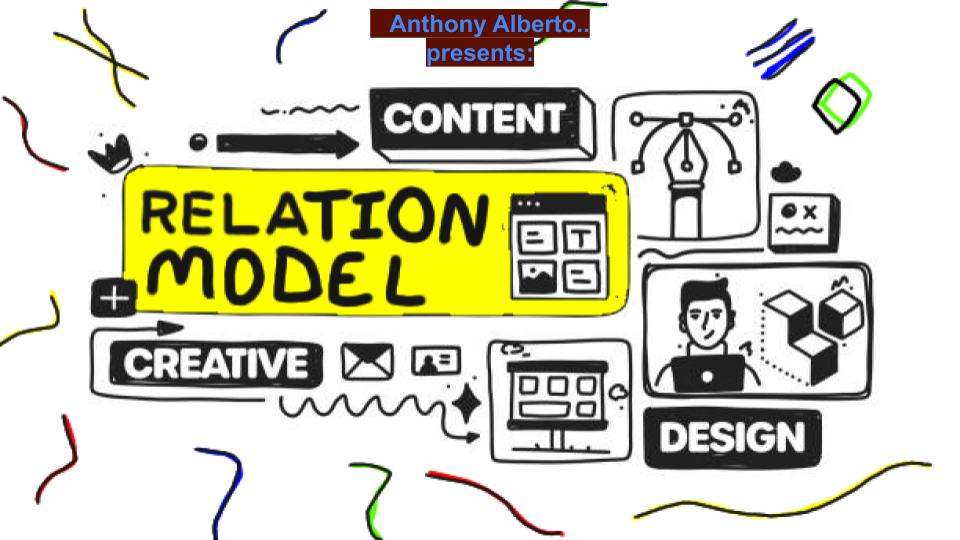 Anthony Alberto..
presents:
CONTENT
RELATION
MODEL
T
X
CREATIVE
DESIGN